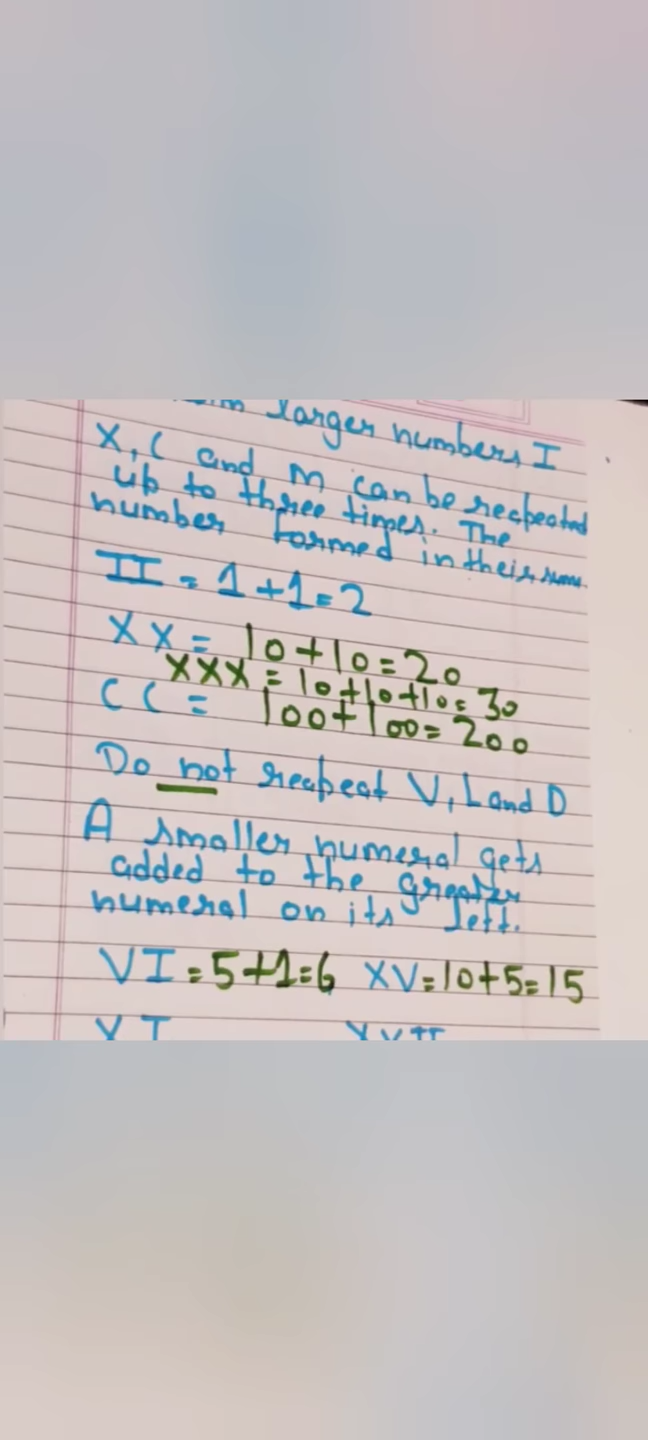 larger numbers I
X, C and M can be repeated
up to three times. The
number formed in their sum.
II = 1+1=2
XX = 10+10=20
XXX = 10+10+10= 30
CC = 100+100= 200
Do not repeat V, L and D
A smaller numeral gets
added to the greater
numeral on its left.
VI = 5+1=6 XV=10+5=15